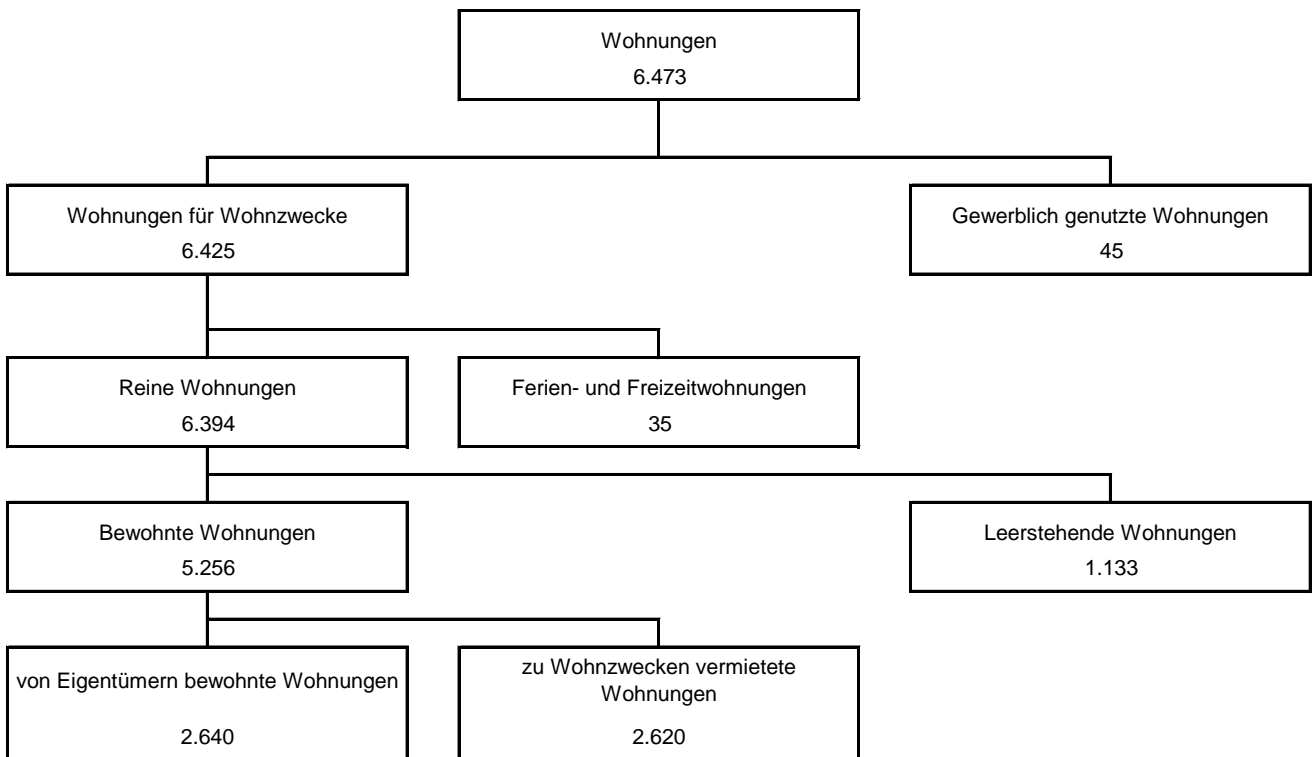 Wohnungen
6.473
Wohnungen für Wohnzwecke
6.425
Gewerblich genutzte Wohnungen
45
Reine Wohnungen
6.394
Ferien- und Freizeitwohnungen
35
Bewohnte Wohnungen
5.256
Leerstehende Wohnungen
1.133
von Eigentümern bewohnte Wohnungen
2.640
zu Wohnzwecken vermietete
Wohnungen
2.620